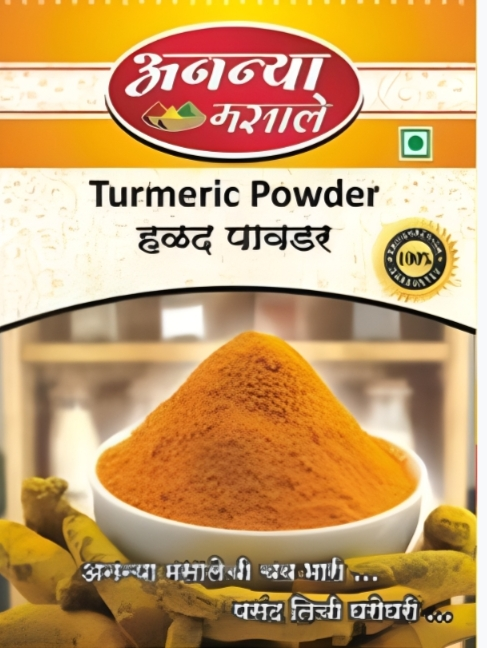 अनन्या
मसाले
Turmeric Powder
हळद पावडर
100%
अनन्या मसालेची चव भारी ...
पसंद तिची घरोघरी ...